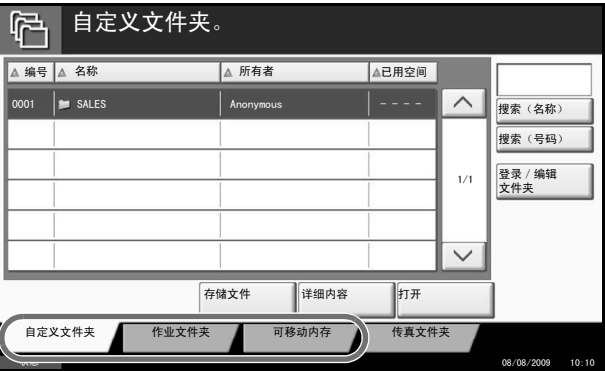 自定义文件夹。
编号 名称 所有者 已用空间
0001 SALES Anonymous - - - -
搜索（名称）
搜索（号码）
1/1
登录 / 编辑
文件夹
存储文件 详细内容 打开
自定义文件夹 作业文件夹 可移动内存 传真文件夹
状态
08/08/2009 10:10